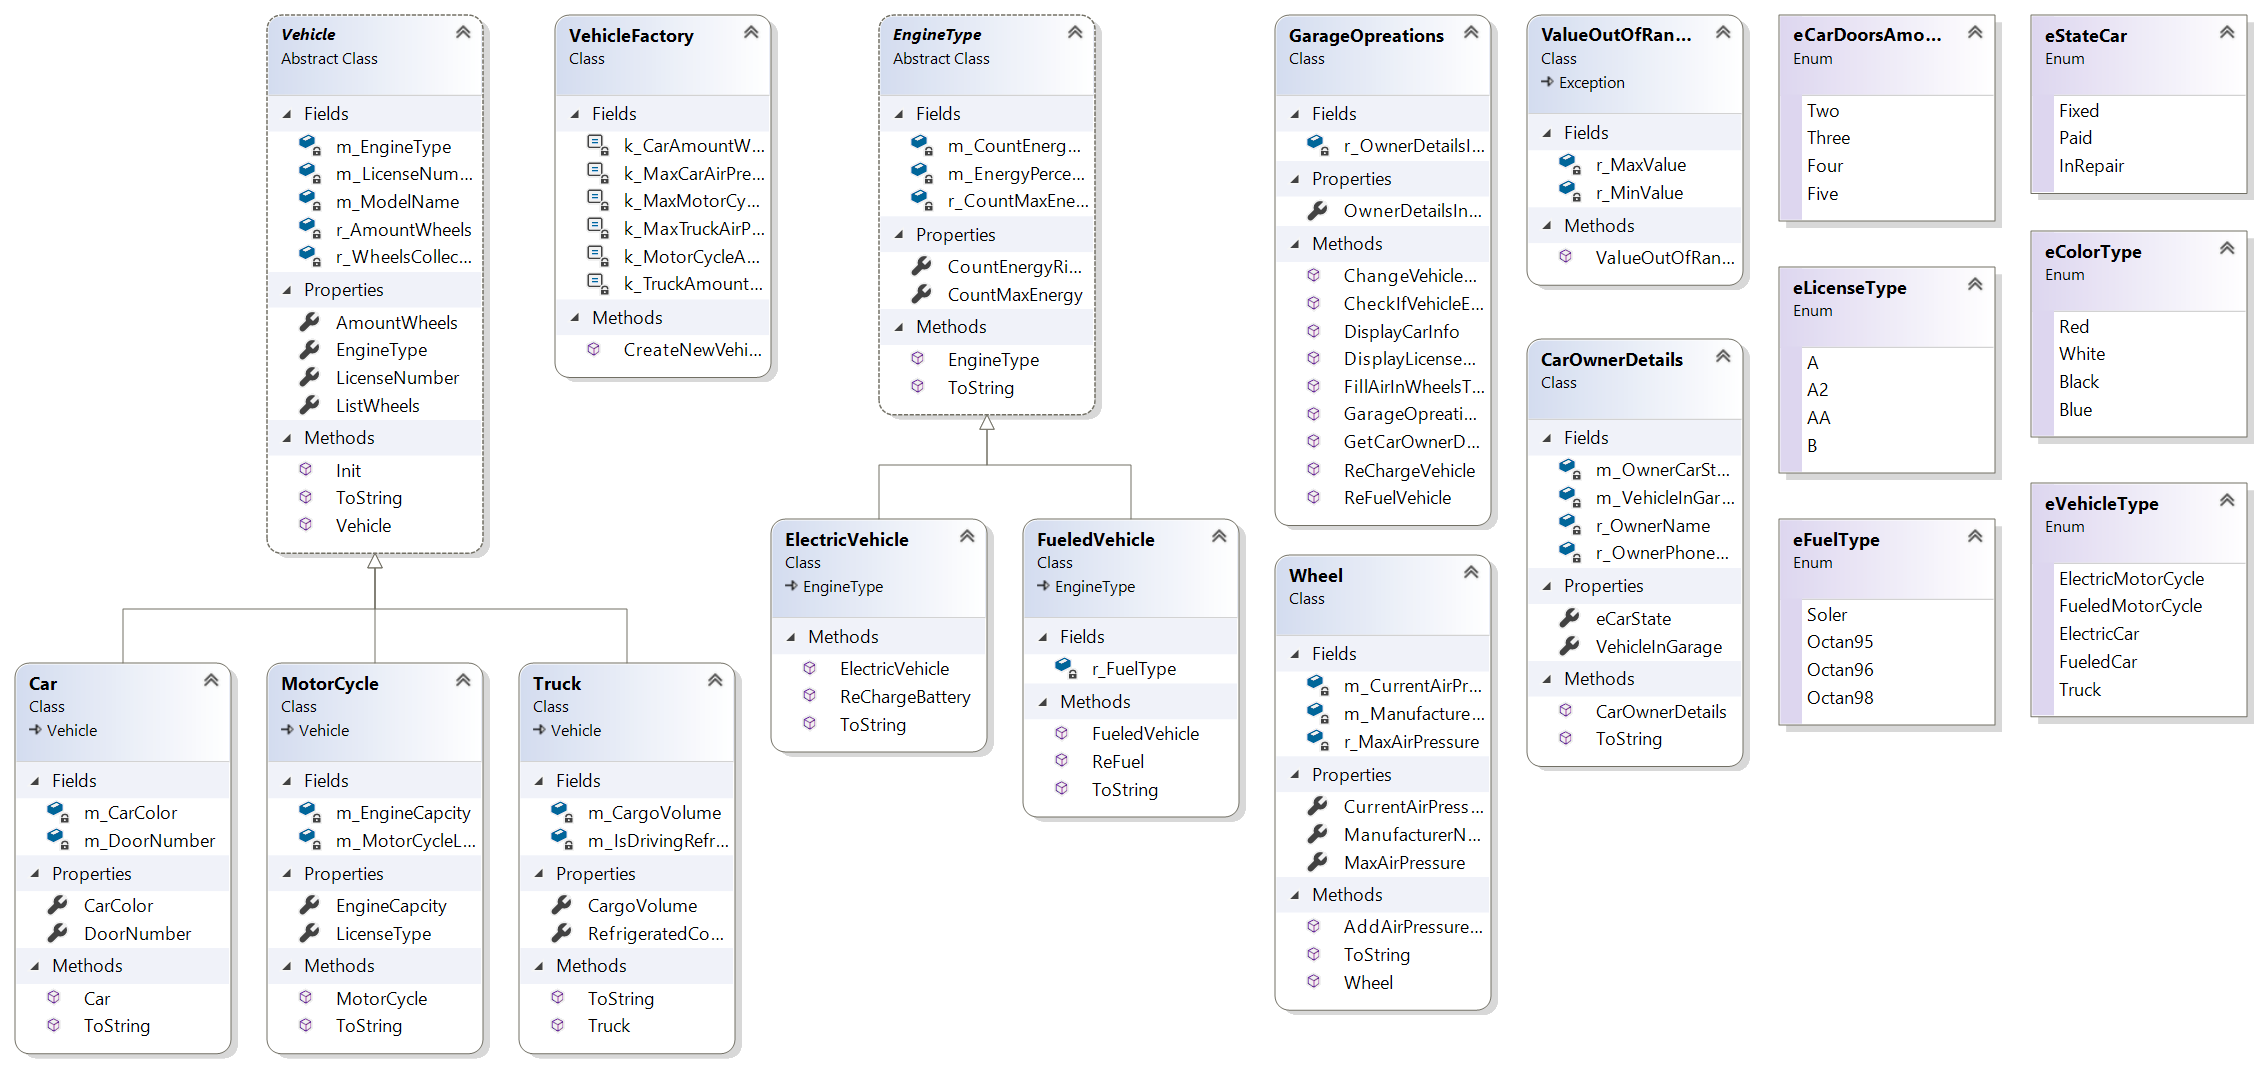 Vehicle
Abstract Class
Fields
m_EngineType
m_LicenseNum...
m_ModelName
r_AmountWheels
r_WheelsCollec...
Properties
AmountWheels
EngineType
LicenseNumber
ListWheels
Methods
Init
ToString
Vehicle
VehicleFactory
Class
Fields
k_CarAmountW...
k_MaxCarAirPre...
k_MaxMotorCy...
k_MaxTruckAirP...
k_MotorCycleA...
k_TruckAmount...
Methods
CreateNewVehi...
EngineType
Abstract Class
Fields
m_CountEnerg...
m_EnergyPerce...
r_CountMaxEne...
Properties
CountEnergyRi...
CountMaxEnergy
Methods
EngineType
ToString
GarageOpreations
Class
Fields
r_OwnerDetailsI...
Properties
OwnerDetailsIn...
Methods
ChangeVehicle...
CheckIfVehicleE...
DisplayCarInfo
DisplayLicense...
FillAirInWheelsT...
GarageOpreati...
GetCarOwnerD...
ReChargeVehicle
ReFuelVehicle
ValueOutOfRan...
Class
Exception
Fields
r_MaxValue
r_MinValue
Methods
ValueOutOfRan...
eCarDoorsAmo...
Enum
Two
Three
Four
Five
eStateCar
Enum
Fixed
Paid
InRepair
eColorType
Enum
Red
White
Black
Blue
eLicenseType
Enum
A
A2
AA
B
CarOwnerDetails
Class
Fields
m_OwnerCarSt...
m_VehicleInGar...
r_OwnerName
r_OwnerPhone...
Properties
eCarState
VehicleInGarage
Methods
CarOwnerDetails
ToString
eVehicleType
Enum
ElectricMotorCycle
FueledMotorCycle
ElectricCar
FueledCar
Truck
eFuelType
Enum
Soler
Octan95
Octan96
Octan98
ElectricVehicle
Class
EngineType
Methods
ElectricVehicle
ReChargeBattery
ToString
FueledVehicle
Class
EngineType
Fields
r_FuelType
Methods
FueledVehicle
ReFuel
ToString
Wheel
Class
Fields
m_CurrentAirPr...
m_Manufacture...
r_MaxAirPressure
Properties
CurrentAirPress...
ManufacturerN...
MaxAirPressure
Methods
AddAirPressure...
ToString
Wheel
Car
Class
Vehicle
Fields
m_CarColor
m_DoorNumber
Properties
CarColor
DoorNumber
Methods
Car
ToString
MotorCycle
Class
Vehicle
Fields
m_EngineCapcity
m_MotorCycleL...
Properties
EngineCapcity
LicenseType
Methods
MotorCycle
ToString
Truck
Class
Vehicle
Fields
m_CargoVolume
m_IsDrivingRefr...
Properties
CargoVolume
RefrigeratedCo...
Methods
ToString
Truck